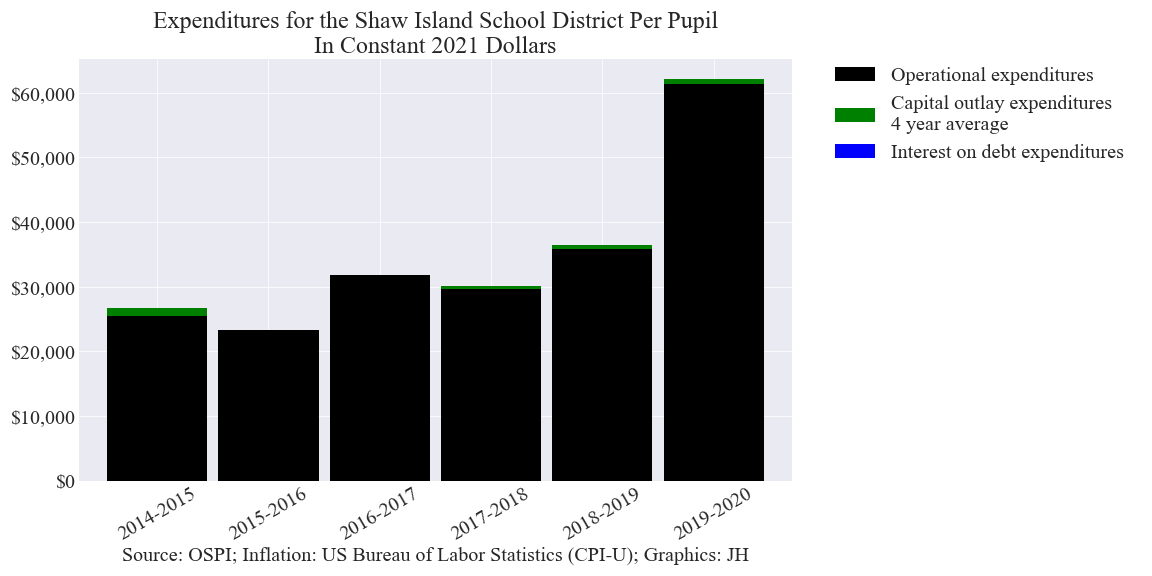 Expenditures for the Shaw Island School District Per Pupil
In Constant 2021 Dollars
$60,000
$50,000
$40,000
$30,000
$20,000
$10,000
$0
2014-2015
2015-2016
2016-2017
2017-2018
2018-2019
2019-2020
Source: OSPI; Inflation: US Bureau of Labor Statistics (CPI-U); Graphics: JH
Operational expenditures
Capital outlay expenditures
4 year average
Interest on debt expenditures